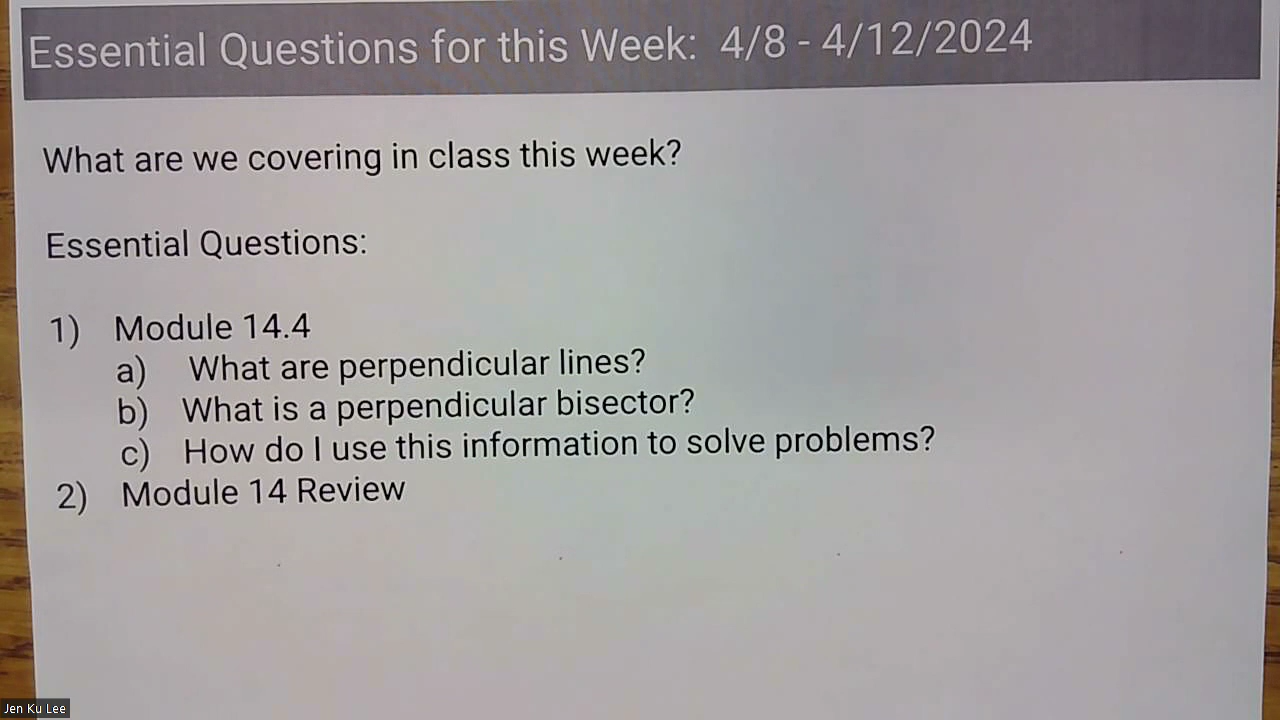 Essential Questions for this Week: 4/8 - 4/12/2024
What are we covering in class this week?
Essential Questions:
1) Module 14.4
a) What are perpendicular lines?
b) What is a perpendicular bisector?
c) How do I use this information to solve problems?
2) Module 14 Review
Jen Ku Lee